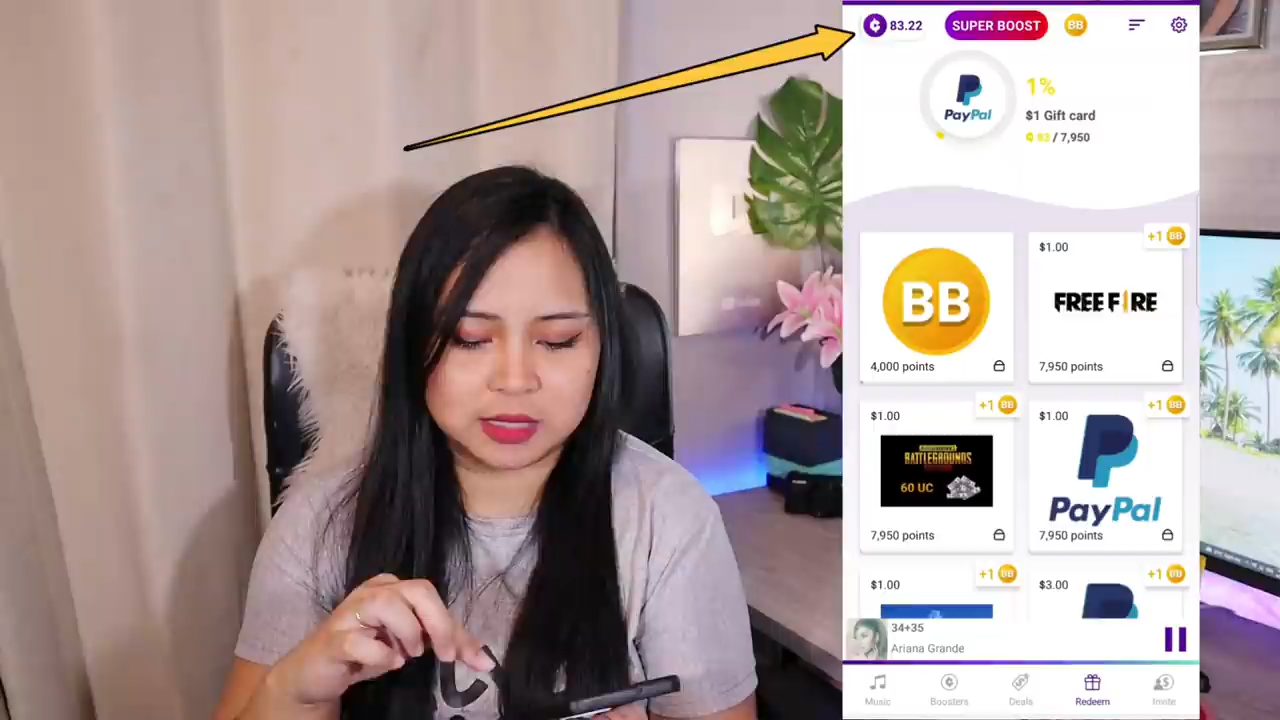 83.22
SUPER BOOST
BB
1%
PayPal
$1 Gift card
83 / 7,950
+1 BB
$1.00
BB
FREE FIRE
4,000 points
7,950 points
+1 BB
+1 BB
$1.00
$1.00
BATTLEGROUNDS
60 UC
PayPal
7,950 points
7,950 points
+1 BB
+1 BB
$1.00
$3.00
34+35
Ariana Grande
Music
Boosters
Deals
Redeem
Invite